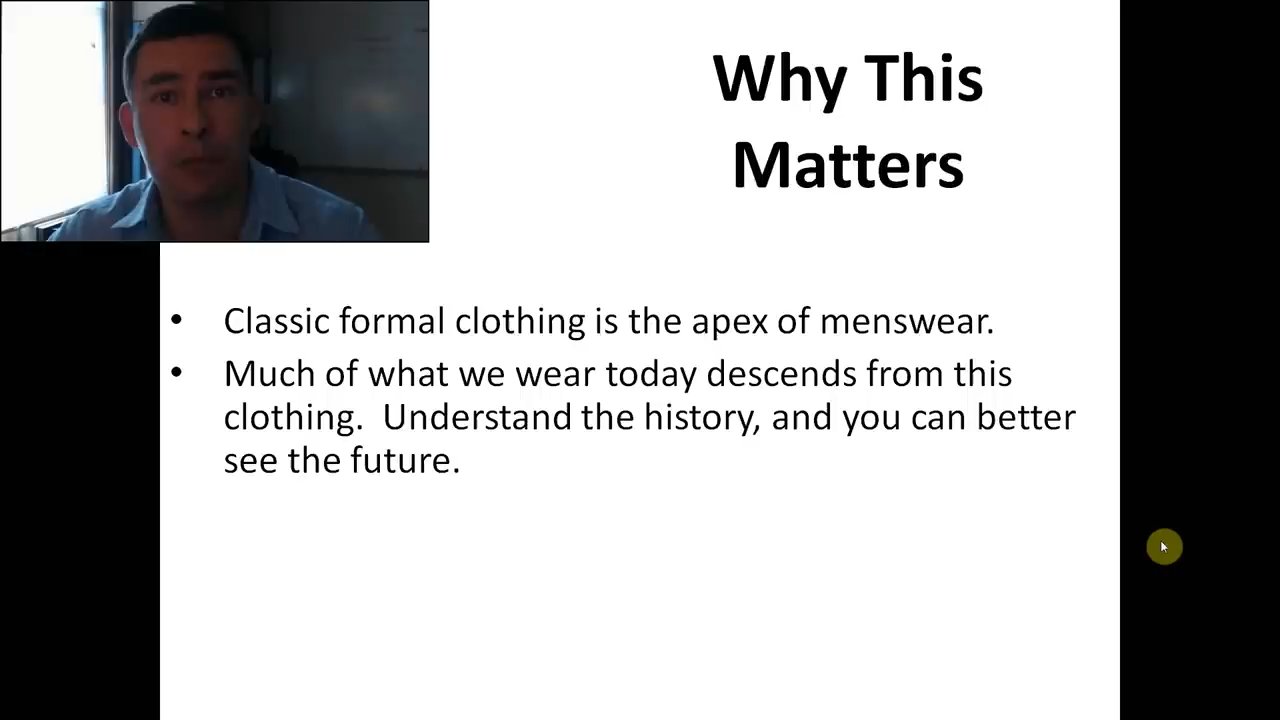 Why This
Matters
• Classic formal clothing is the apex of menswear.
• Much of what we wear today descends from this
clothing.  Understand the history, and you can better
see the future.